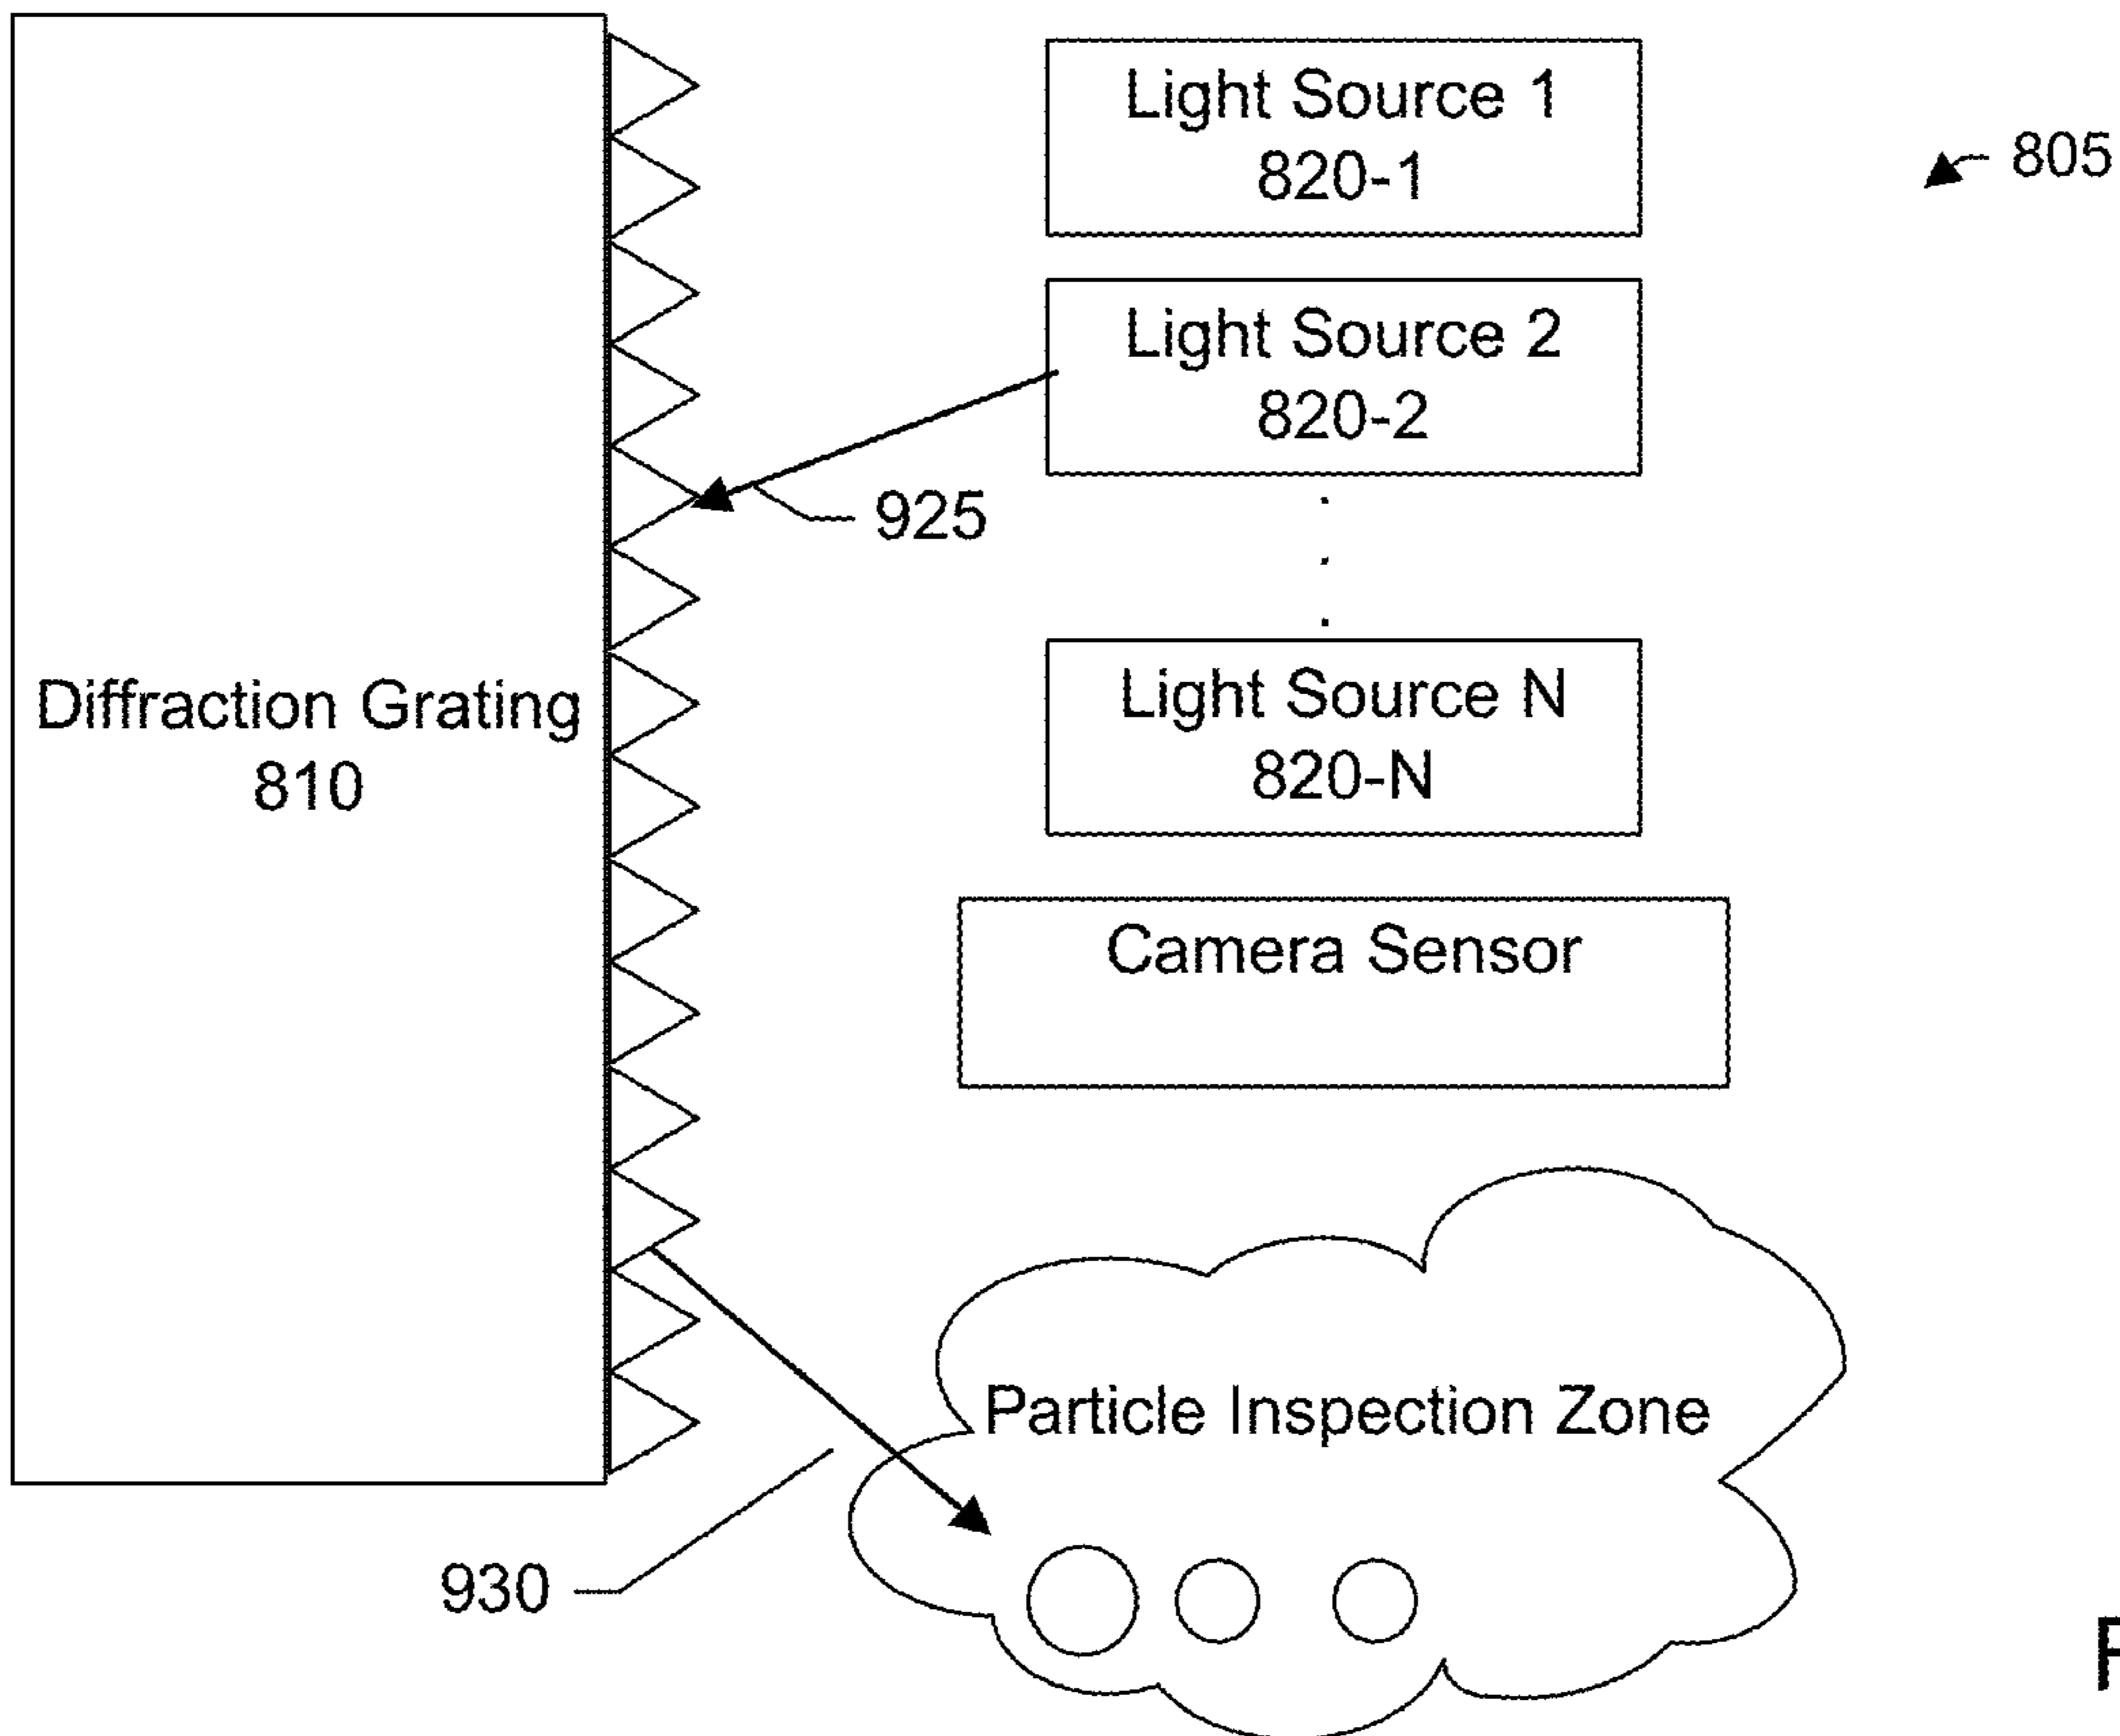 Light Source 1
820-1
805
Light Source 2
820-2
925
Diffraction Grating
810
Light Source N
820-N
Camera Sensor
Particle Inspection Zone
930